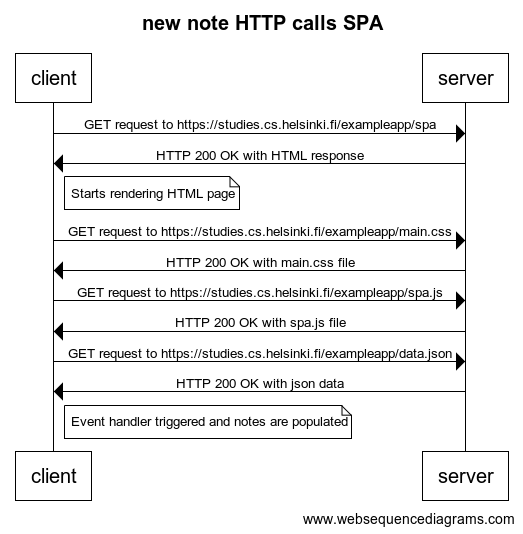 new note HTTP calls SPA
client
server
GET request to https://studies.cs.helsinki.fi/exampleapp/spa
HTTP 200 OK with HTML response
Starts rendering HTML page
GET request to https://studies.cs.helsinki.fi/exampleapp/main.css
HTTP 200 OK with main.css file
GET request to https://studies.cs.helsinki.fi/exampleapp/spa.js
HTTP 200 OK with spa.js file
GET request to https://studies.cs.helsinki.fi/exampleapp/data.json
HTTP 200 OK with json data
Event handler triggered and notes are populated
client
server
www.websequencediagrams.com